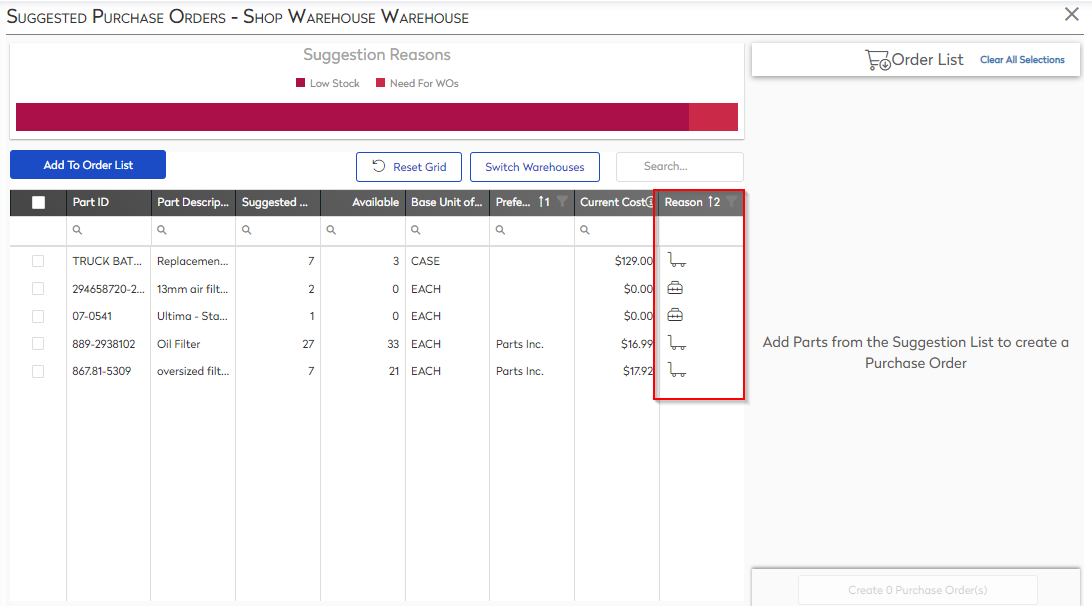 Suggested Purchase Orders - Shop Warehouse Warehouse
Suggestion Reasons
Low Stock Need For WOs
Order List Clear All Selections
Add To Order List Reset Grid Switch Warehouses Search...
Part ID Part Descrip... Suggested ... Available Base Unit of... Prefe... 1 Current Cost Reason 2
TRUCK BAT... Replacemen... 7 3 CASE $129.00
294658720-2... 13mm air filt... 2 0 EACH $0.00
07-0541 Ultima - Sta... 1 0 EACH $0.00
889-2938102 Oil Filter 27 33 EACH Parts Inc. $16.99
867.81-5309 oversized filt... 7 21 EACH Parts Inc. $17.92
Add Parts from the Suggestion List to create a
Purchase Order
Create 0 Purchase Order(s)